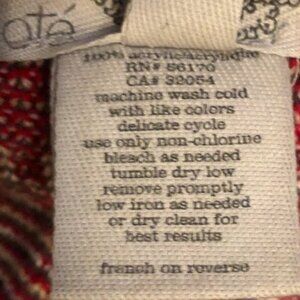 oté
100% acrylic/acrylique
RN# 56170
CA# 32054
machine wash cold
with like colors
delicate cycle
use only non-chlorine
bleach as needed
tumble dry low
remove promptly
low iron as needed
or dry clean for
best results
french on reverse